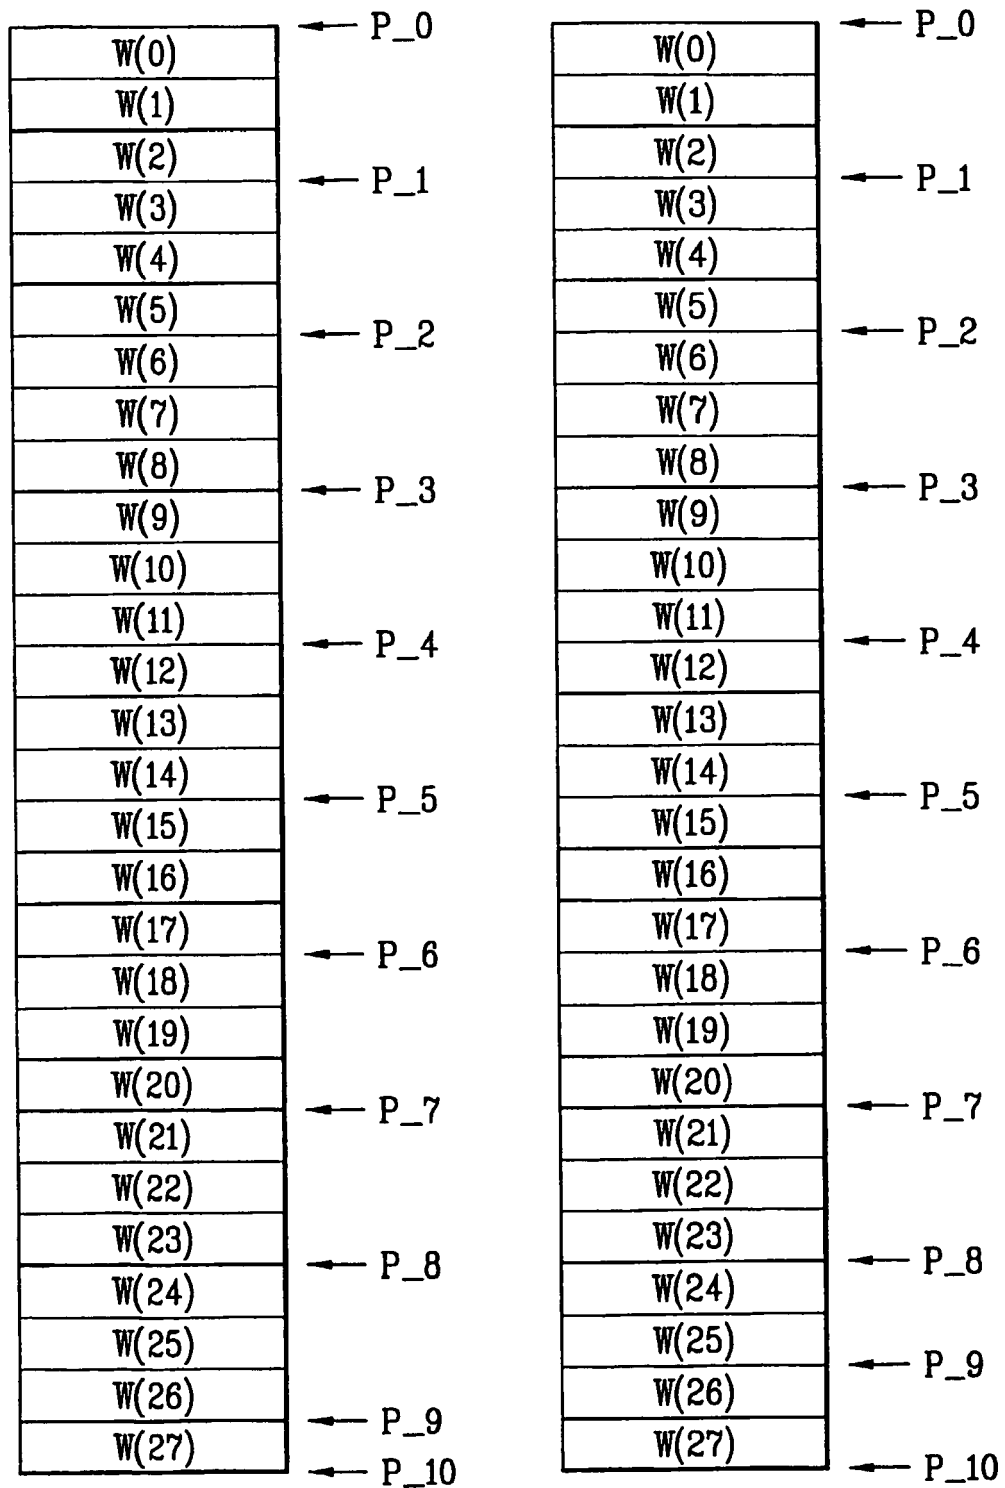 P_0
W(0)
W(1)
W(2)
P_1
W(3)
W(4)
W(5)
P_2
W(6)
W(7)
W(8)
P_3
W(9)
W(10)
W(11)
P_4
W(12)
W(13)
W(14)
P_5
W(15)
W(16)
W(17)
P_6
W(18)
W(19)
W(20)
P_7
W(21)
W(22)
W(23)
P_8
W(24)
W(25)
W(26)
P_9
W(27)
P_10
P_0
W(0)
W(1)
W(2)
P_1
W(3)
W(4)
W(5)
P_2
W(6)
W(7)
W(8)
P_3
W(9)
W(10)
W(11)
P_4
W(12)
W(13)
W(14)
P_5
W(15)
W(16)
W(17)
P_6
W(18)
W(19)
W(20)
P_7
W(21)
W(22)
W(23)
P_8
W(24)
W(25)
P_9
W(26)
W(27)
P_10